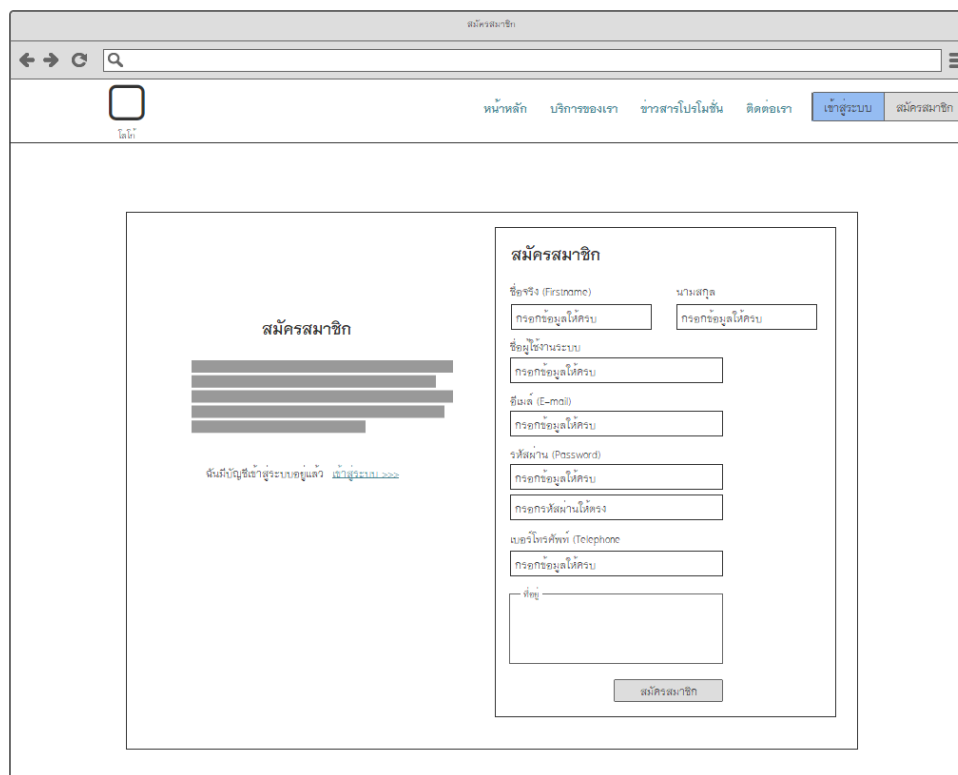 สมัครสมาชิก
หน้าหลัก บริการของเรา ข่าวสารโปรโมชั่น ติดต่อเรา เข้าสู่ระบบ สมัครสมาชิก
โลโก้
สมัครสมาชิก
ฉันมีบัญชีเข้าสู่ระบบอยู่แล้ว เข้าสู่ระบบ >>>
สมัครสมาชิก
ชื่อจริง (Firstname) นามสกุล
กรอกข้อมูลให้ครบ กรอกข้อมูลให้ครบ
ชื่อผู้ใช้งานระบบ
กรอกข้อมูลให้ครบ
อีเมล์ (E-mail)
กรอกข้อมูลให้ครบ
รหัสผ่าน (Password)
กรอกข้อมูลให้ครบ
กรอกรหัสผ่านให้ตรง
เบอร์โทรศัพท์ (Telephone
กรอกข้อมูลให้ครบ
ที่อยู่
สมัครสมาชิก